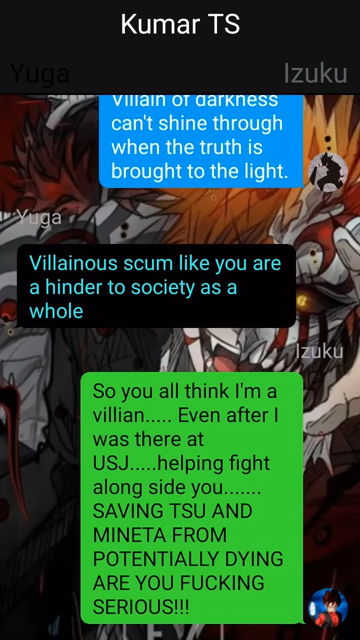 Kumar TS
Yuga
Izuku
Villain of darkness
can't shine through
when the truth is
brought to the light.
Yuga
Villainous scum like you are
a hinder to society as a
whole
Izuku
So you all think I'm a
villian..... Even after I
was there at
USJ.....helping fight
along side you.......
SAVING TSU AND
MINETA FROM
POTENTIALLY DYING
ARE YOU FUCKING
SERIOUS!!!